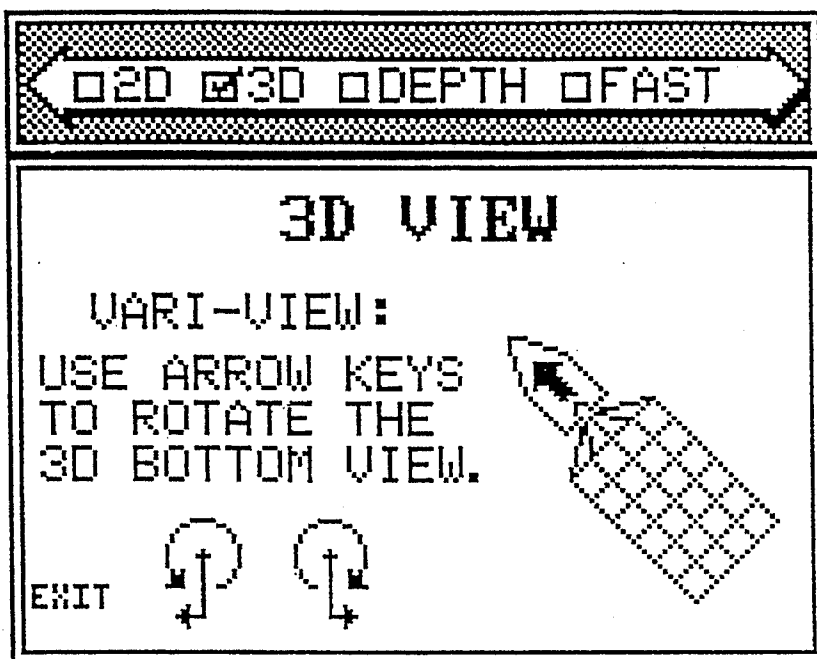 ☐2D ☑3D ☐DEPTH ☐FAST
3D VIEW
VARI-VIEW:
USE ARROW KEYS
TO ROTATE THE
3D BOTTOM VIEW.
EXIT